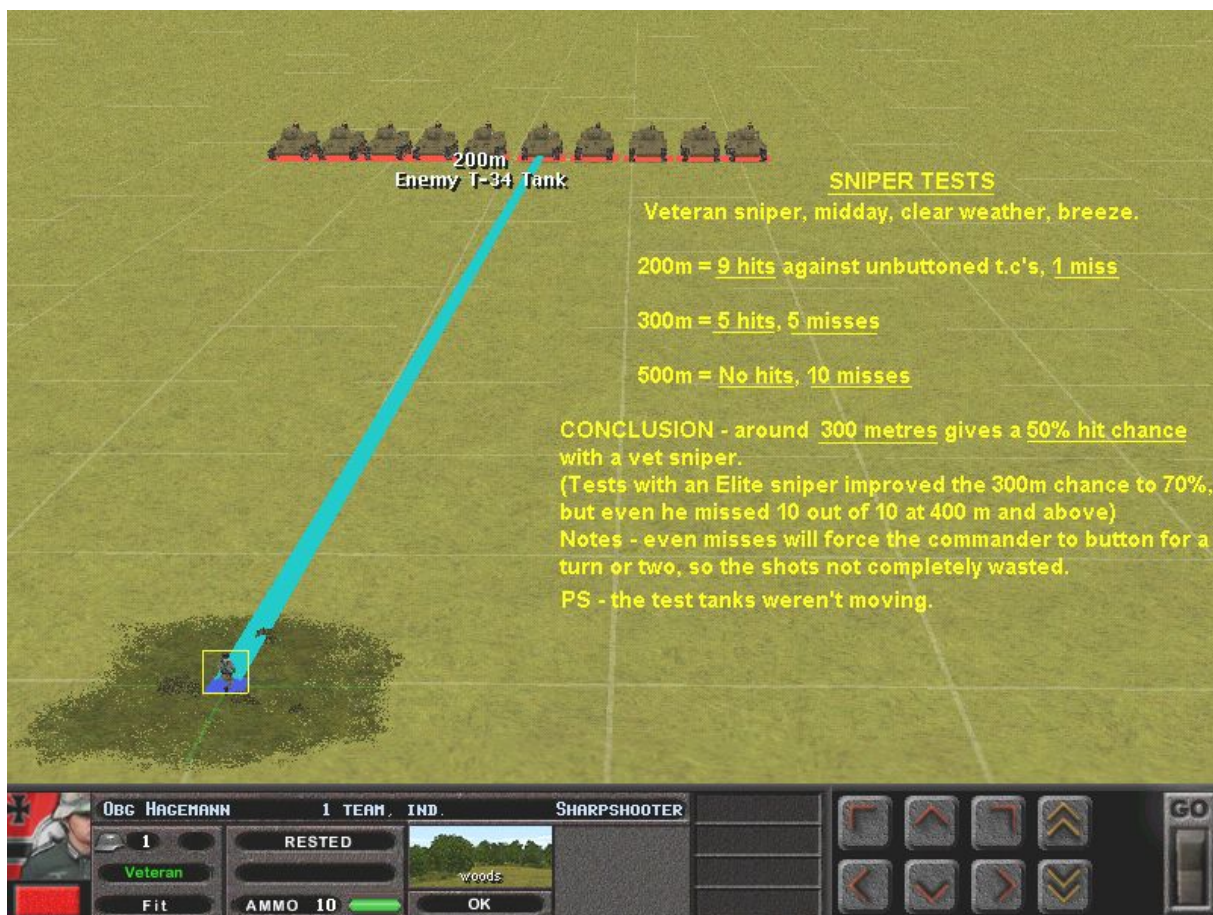 200m
Enemy T-34 Tank
SNIPER TESTS
Veteran sniper, midday, clear weather, breeze.
200m = 9 hits against unbuttoned t.c's, 1 miss
300m = 5 hits, 5 misses
500m = No hits, 10 misses
CONCLUSION - around 300 metres gives a 50% hit chance
with a vet sniper.
(Tests with an Elite sniper improved the 300m chance to 70%,
but even he missed 10 out of 10 at 400 m and above)
Notes - even misses will force the commander to button for a
turn or two, so the shots not completely wasted.
PS - the test tanks weren't moving.
OBG HAGEMANN 1 TEAM, IND. SHARPSHOOTER
1 RESTED
Veteran woods
Fit AMMO 10 OK
GO